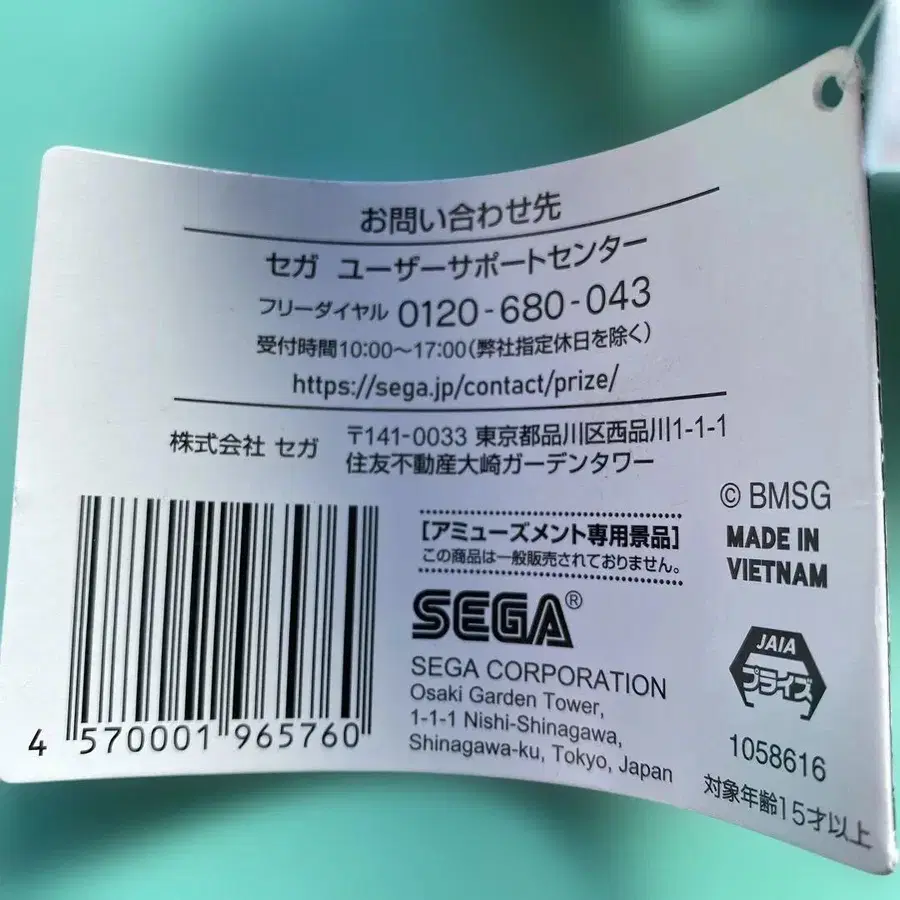 お問い合わせ先
セガ ユーザーサポートセンター
フリーダイヤル 0120-680-043
受付時間10:00～17:00(弊社指定休日を除く)
https://sega.jp/contact/prize/
株式会社 セガ
〒141-0033 東京都品川区西品川1-1-1
住友不動産大崎ガーデンタワー
[アミューズメント専用景品]
この商品は一般販売されておりません。
SEGA®
SEGA CORPORATION
Osaki Garden Tower,
1-1-1 Nishi-Shinagawa,
Shinagawa-ku, Tokyo, Japan
4 570001 965760
© BMSG
MADE IN
VIETNAM
JAIA
プライズ
1058616
対象年齢15才以上